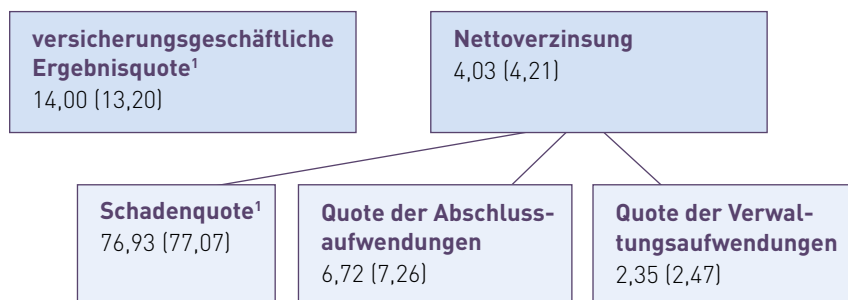 versicherungsgeschäftliche
Ergebnisquote¹
14,00 (13,20)
Nettoverzinsung
4,03 (4,21)
Schadenquote¹
76,93 (77,07)
Quote der Abschluss-
aufwendungen
6,72 (7,26)
Quote der Verwal-
tungsaufwendungen
2,35 (2,47)